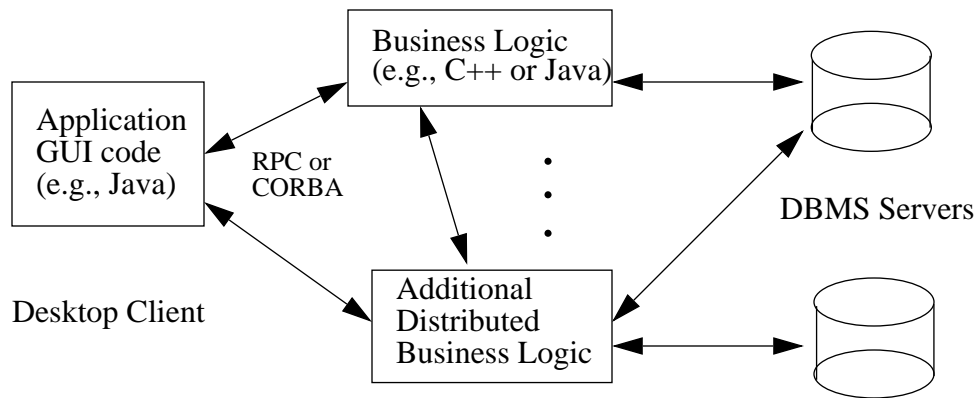 Business Logic
(e.g., C++ or Java)
Application
GUI code
(e.g., Java)
RPC or
CORBA
DBMS Servers
Desktop Client
Additional
Distributed
Business Logic